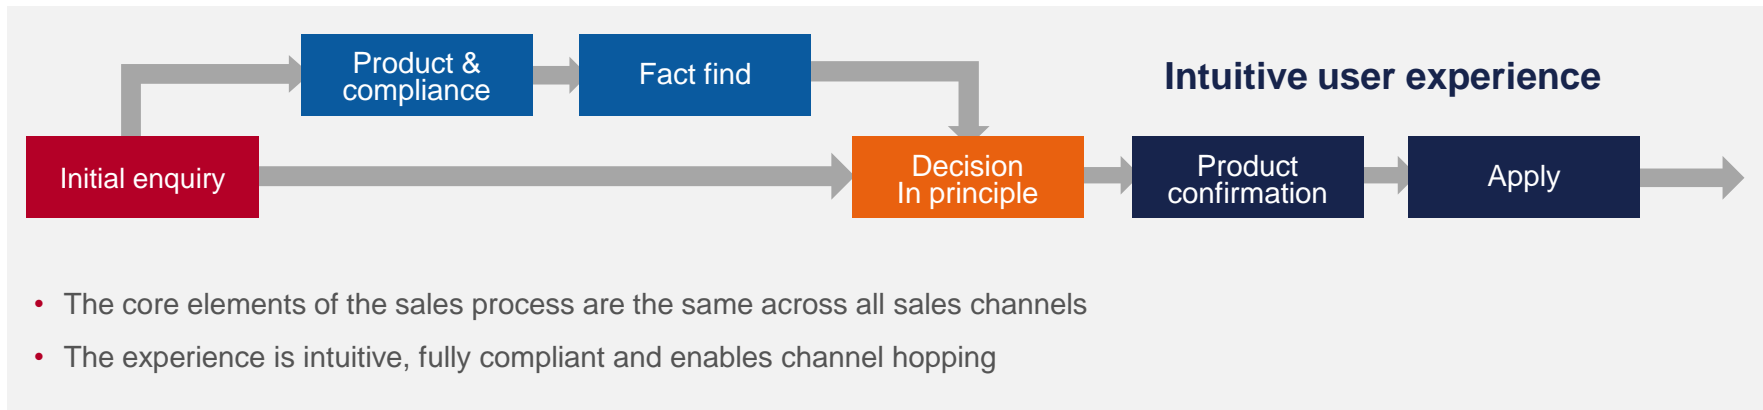 Product &
compliance
Fact find
Intuitive user experience
Initial enquiry
Decision
In principle
Product
confirmation
Apply
• The core elements of the sales process are the same across all sales channels
• The experience is intuitive, fully compliant and enables channel hopping